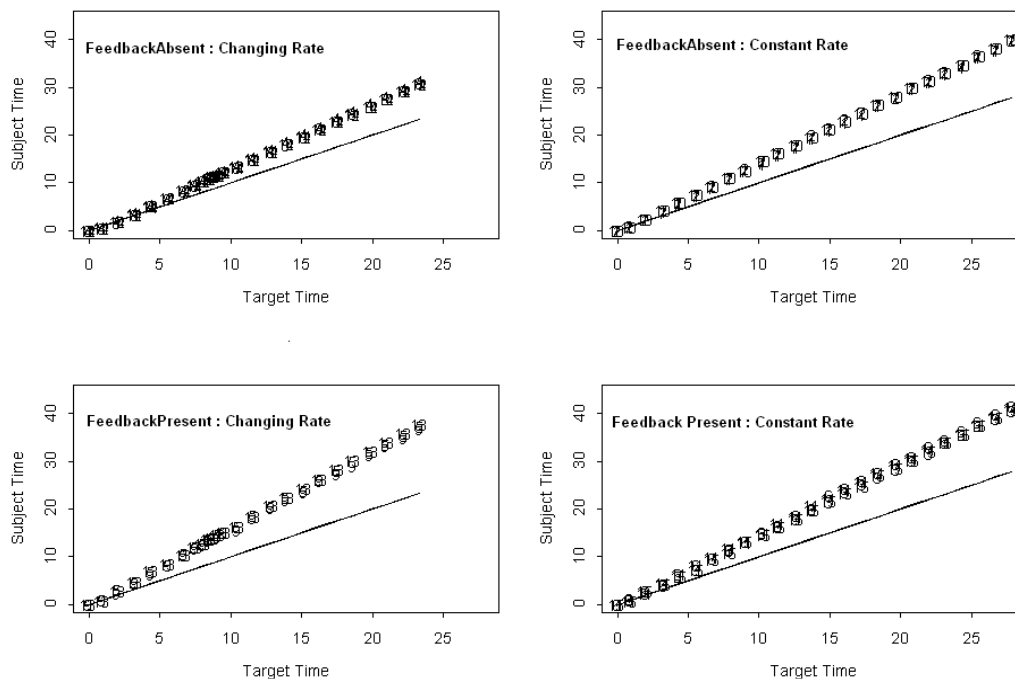 FeedbackAbsent : Changing Rate
Subject Time
0 10 20 30 40
0 5 10 15 20 25
Target Time
FeedbackAbsent : Constant Rate
Subject Time
0 10 20 30 40
0 5 10 15 20 25
Target Time
FeedbackPresent : Changing Rate
Subject Time
0 10 20 30 40
0 5 10 15 20 25
Target Time
Feedback Present : Constant Rate
Subject Time
0 10 20 30 40
0 5 10 15 20 25
Target Time